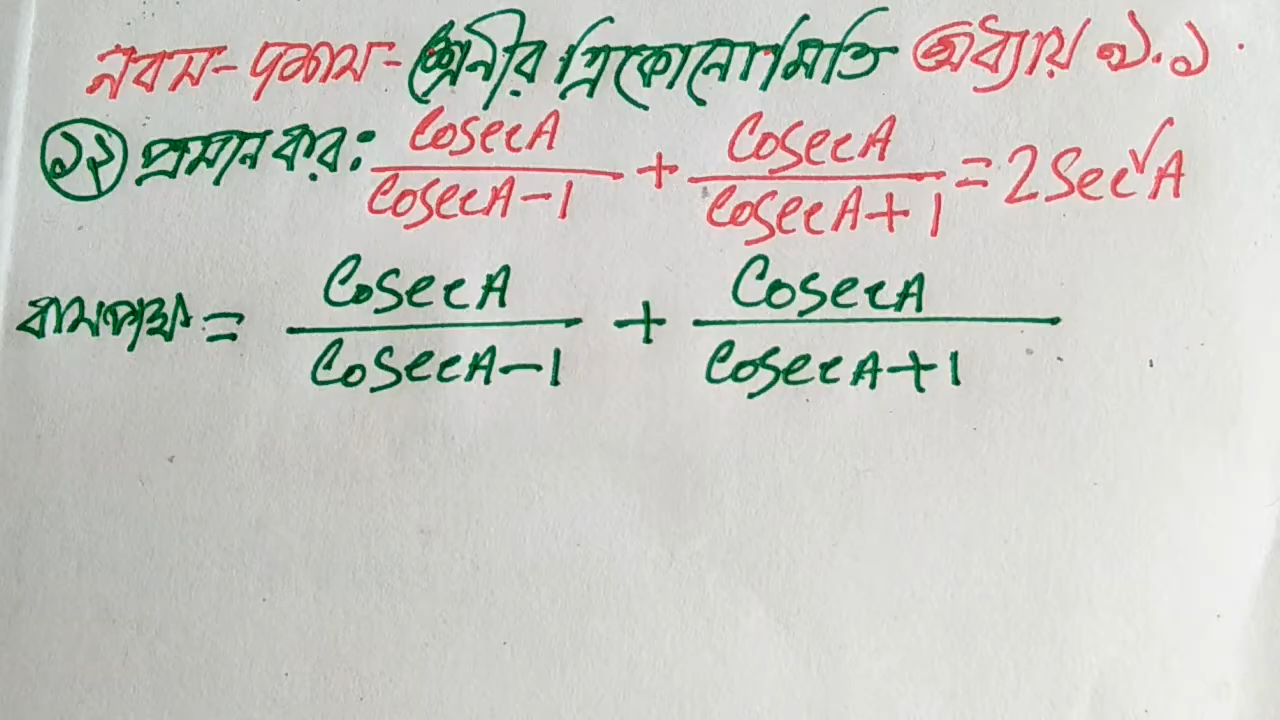 নবম-দশম-শ্রেনীর ত্রিকোনোমিতি অধ্যায় ৯.১
১২ প্রমান কর: CosecA/CosecA-1 + CosecA/CosecA+1 = 2Sec²A
বামপক্ষ = CosecA/CosecA-1 + CosecA/CosecA+1